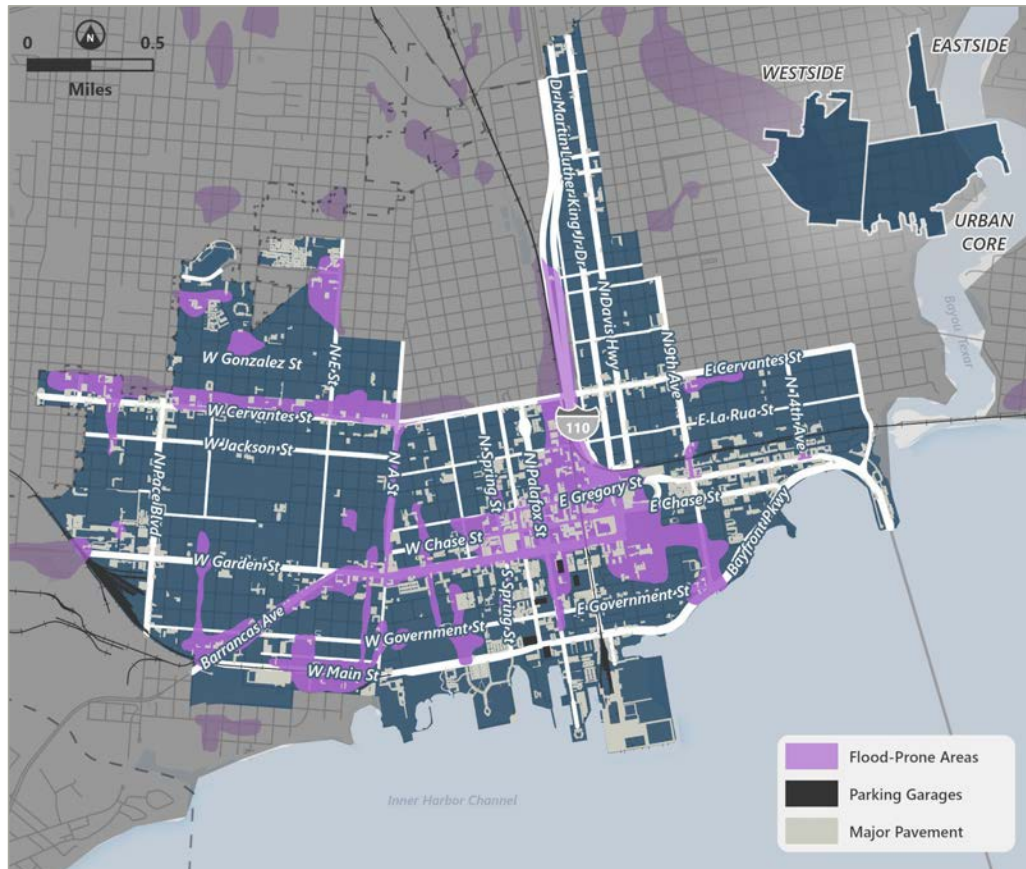 0
N
0.5
Miles
WESTSIDE
EASTSIDE
URBAN
CORE
Bayou Texar
Dr Martin Luther King Jr Dr
N Davis Hwy
N 9th Ave
E Cervantes St
N 14th Ave
E La Rua St
W Gonzalez St
N E St
W Cervantes St
W Jackson St
110
N Pace Blvd
N A St
N Spring St
N Palafox St
E Gregory St
E Chase St
Bayfront Pkwy
W Chase St
W Garden St
S Spring St
E Government St
Barrancas Ave
W Government St
W Main St
Inner Harbor Channel
Flood-Prone Areas
Parking Garages
Major Pavement